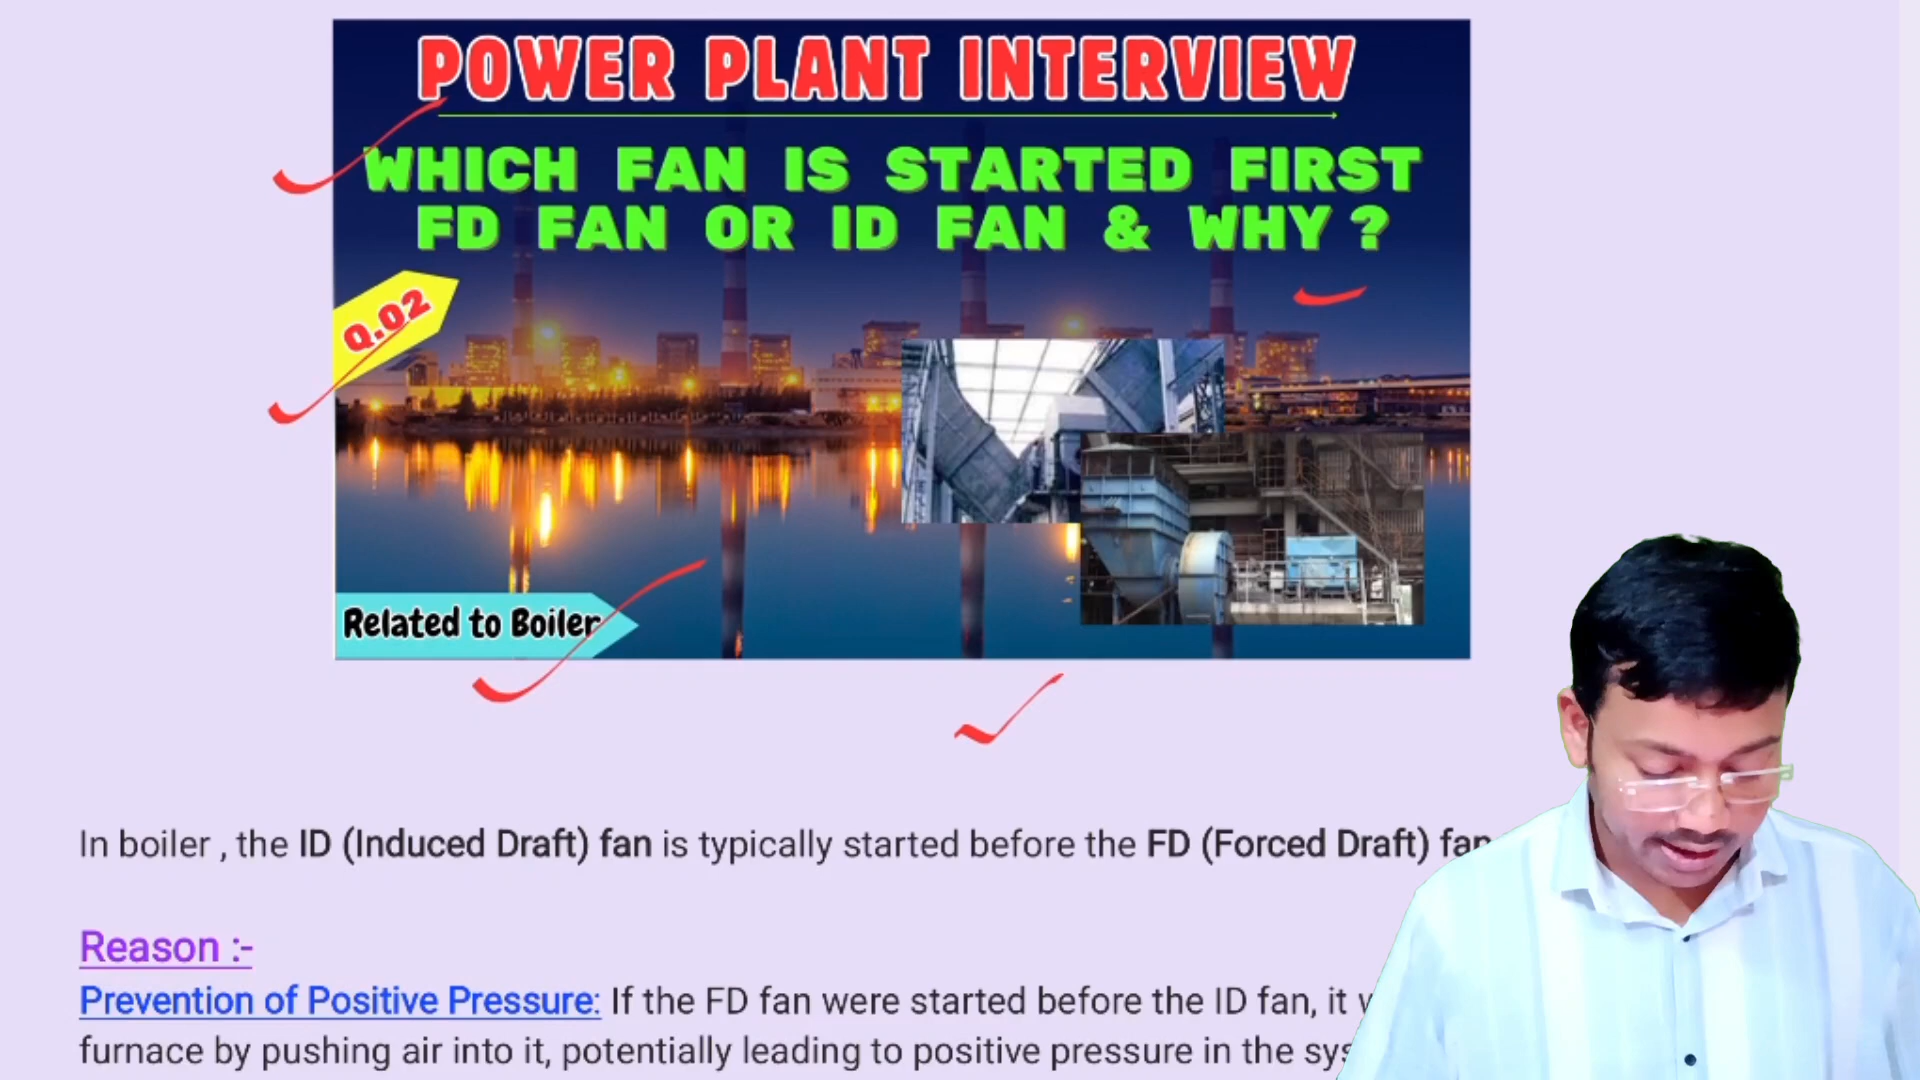 POWER PLANT INTERVIEW
WHICH FAN IS STARTED FIRST
FD FAN OR ID FAN & WHY ?
Q.02
Related to Boiler
In boiler , the ID (Induced Draft) fan is typically started before the FD (Forced Draft) fan
Reason :-
Prevention of Positive Pressure: If the FD fan were started before the ID fan, it
furnace by pushing air into it, potentially leading to positive pressure in the